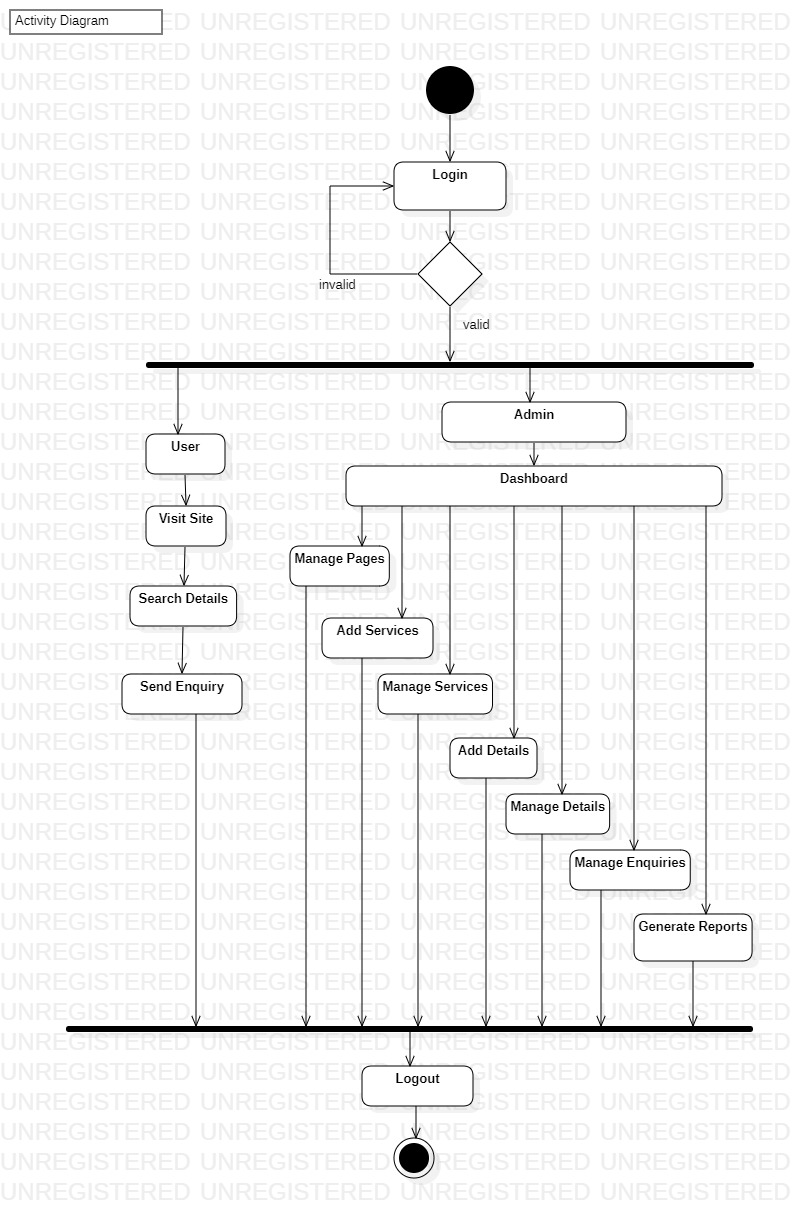 Activity Diagram
Login
invalid
valid
Admin
User
Dashboard
Visit Site
Manage Pages
Search Details
Add Services
Send Enquiry
Manage Services
Add Details
Manage Details
Manage Enquiries
Generate Reports
Logout
UNREGISTERED